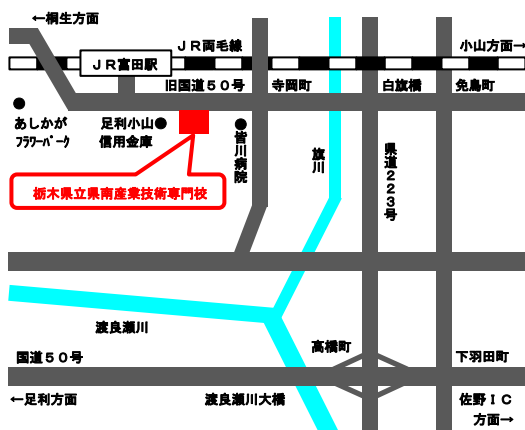 ←桐生方面
ＪＲ両毛線
小山方面→
ＪＲ富田駅
旧国道５０号
寺岡町
白旗橋
免鳥町
あしかが
フラワーパーク
足利小山
信用金庫
皆川病院
旗川
県道２２３号
栃木県立県南産業技術専門校
渡良瀬川
高橋町
国道５０号
下羽田町
←足利方面
渡良瀬川大橋
佐野ＩＣ
方面→